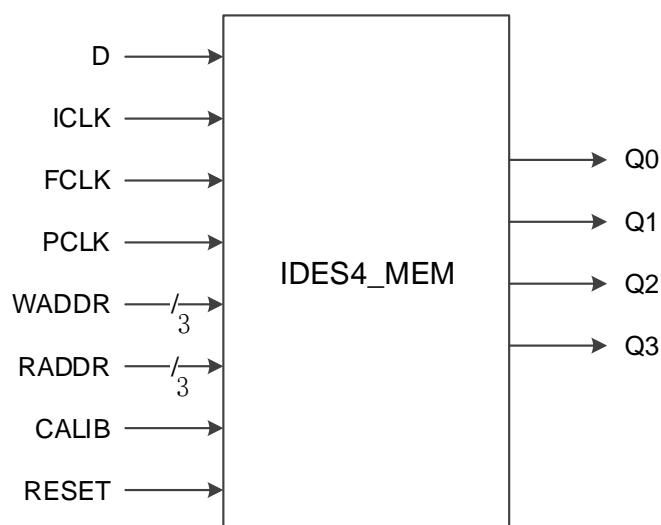 D
ICLK
FCLK
PCLK
WADDR
3
RADDR
3
CALIB
RESET
IDES4_MEM
Q0
Q1
Q2
Q3